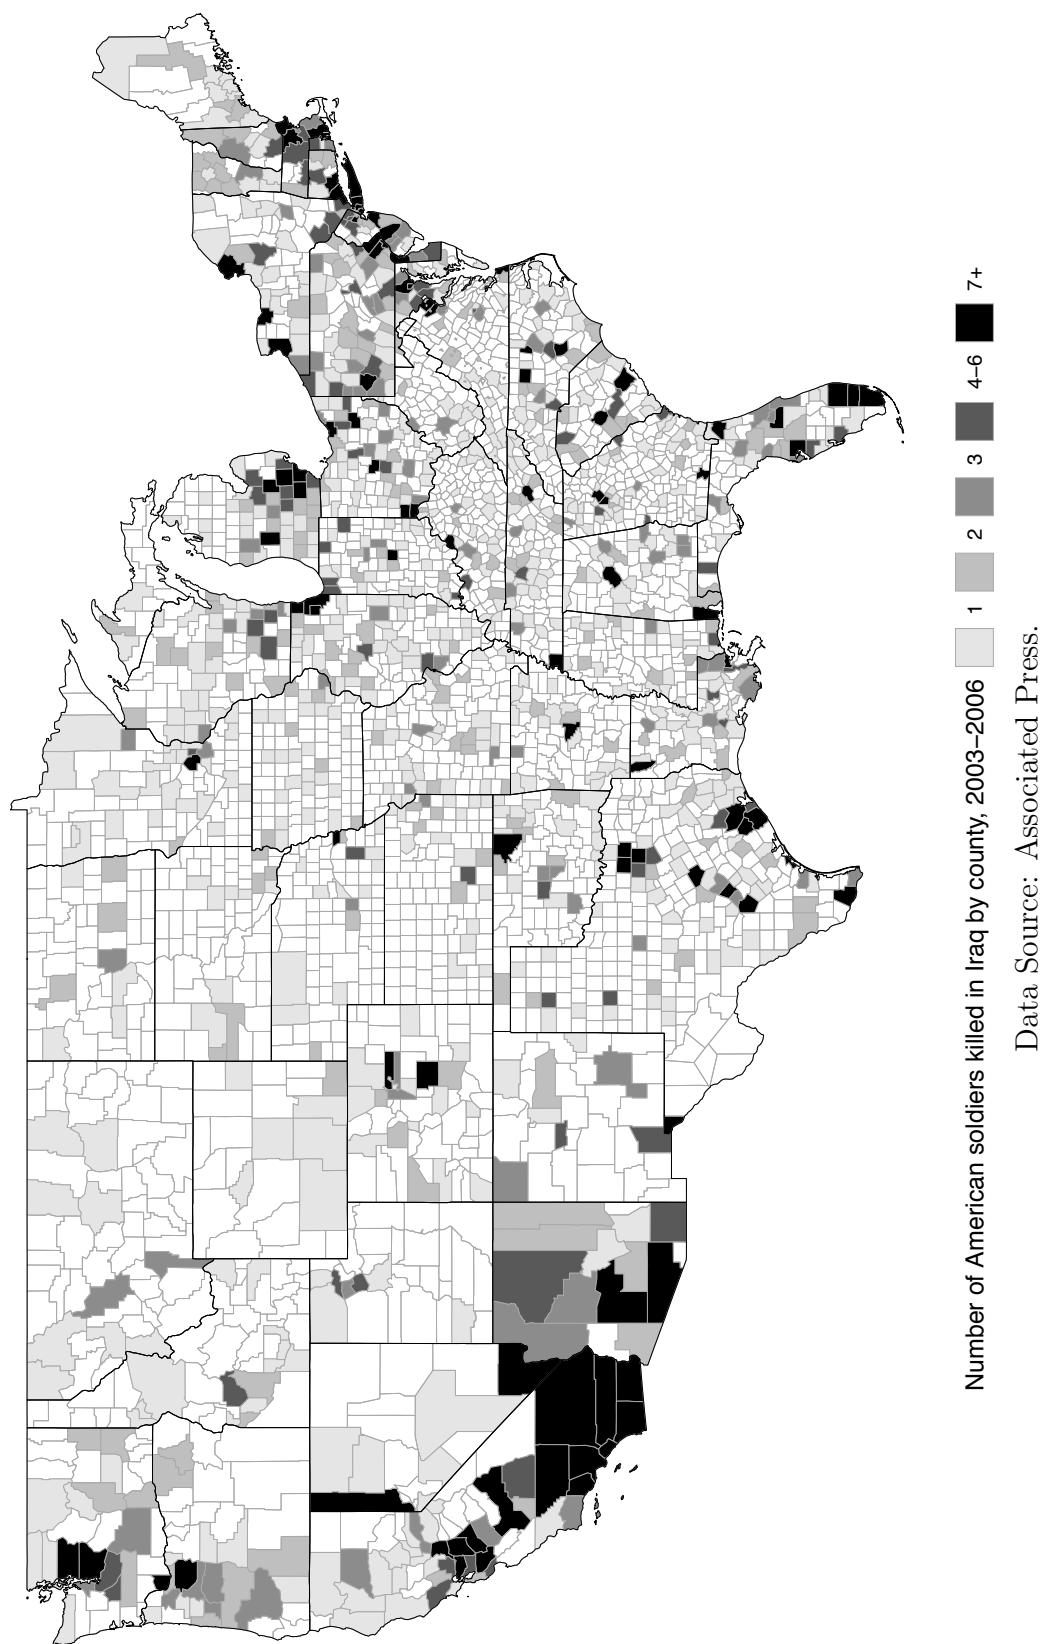 Number of American soldiers killed in Iraq by county, 2003–2006 1 2 3 4–6 7+
Data Source: Associated Press.